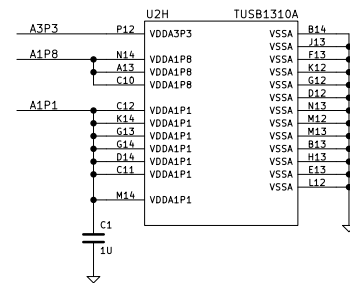 U2H TUSB1310A
A3P3 P12 VDDA3P3 VSSA B14
VSSA J13
A1P8 N14 VDDA1P8 VSSA F13
A13 VDDA1P8 VSSA K12
C10 VDDA1P8 VSSA G12
VSSA D12
A1P1 C12 VDDA1P1 VSSA N13
K14 VDDA1P1 VSSA M12
G13 VDDA1P1 VSSA M13
G14 VDDA1P1 VSSA B13
D14 VDDA1P1 VSSA H13
C11 VDDA1P1 VSSA E13
VSSA L12
M14 VDDA1P1
C1
1U